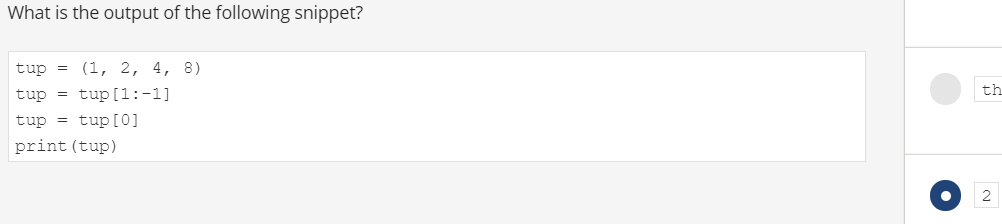 What is the output of the following snippet?
tup = (1, 2, 4, 8)
tup = tup[1:-1]
tup = tup[0]
print(tup)
th
2